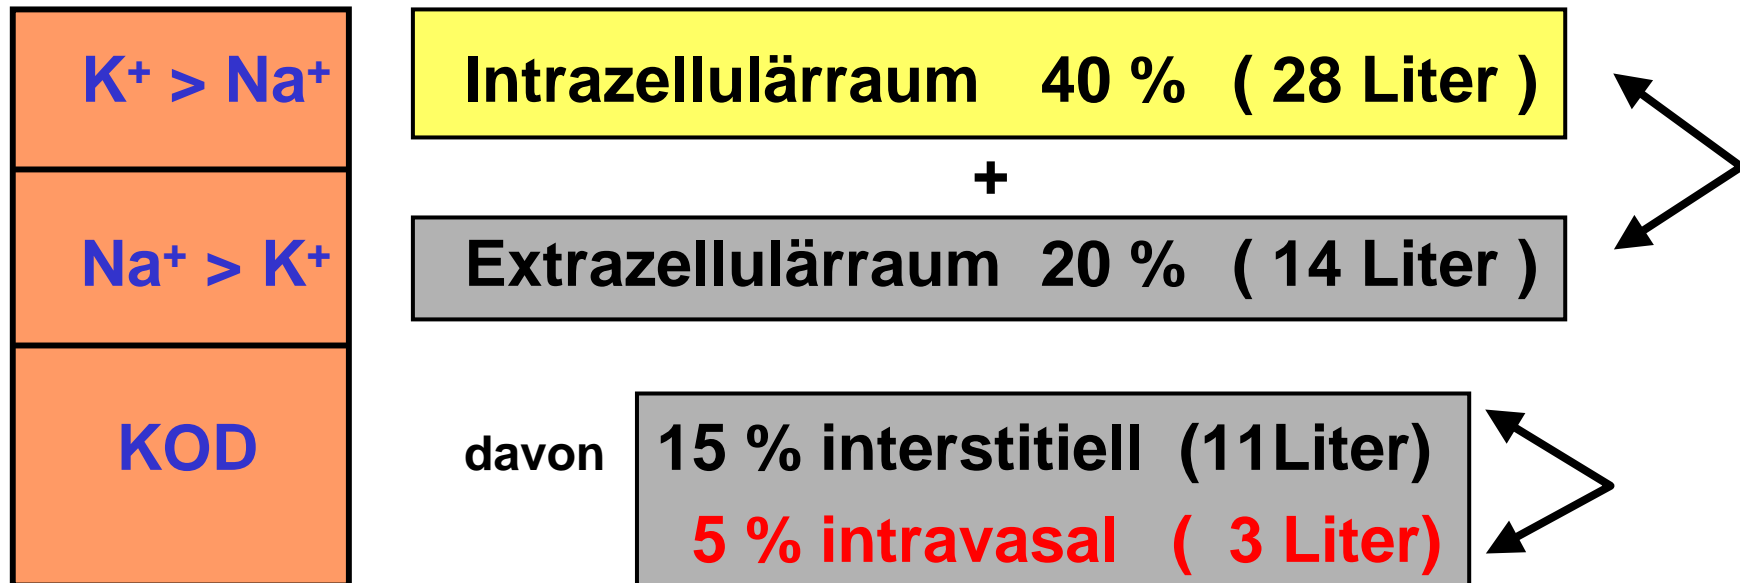 K⁺ > Na⁺ Intrazellulärraum 40 % ( 28 Liter )
+
Na⁺ > K⁺ Extrazellulärraum 20 % ( 14 Liter )
KOD davon 15 % interstitiell (11Liter)
5 % intravasal ( 3 Liter)